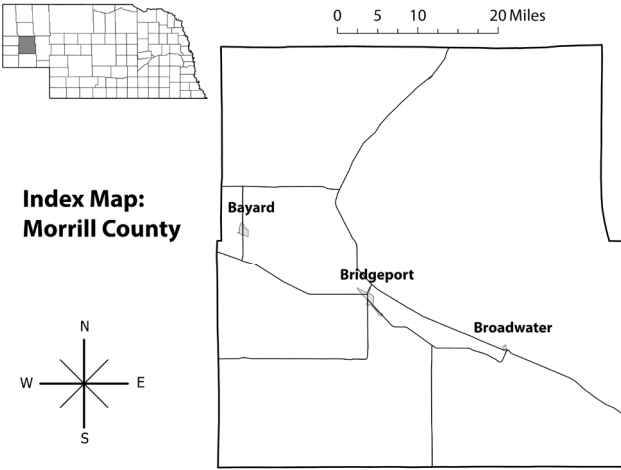 0 5 10 20 Miles
Index Map:
Morrill County
Bayard
Bridgeport
Broadwater
N
W E
S